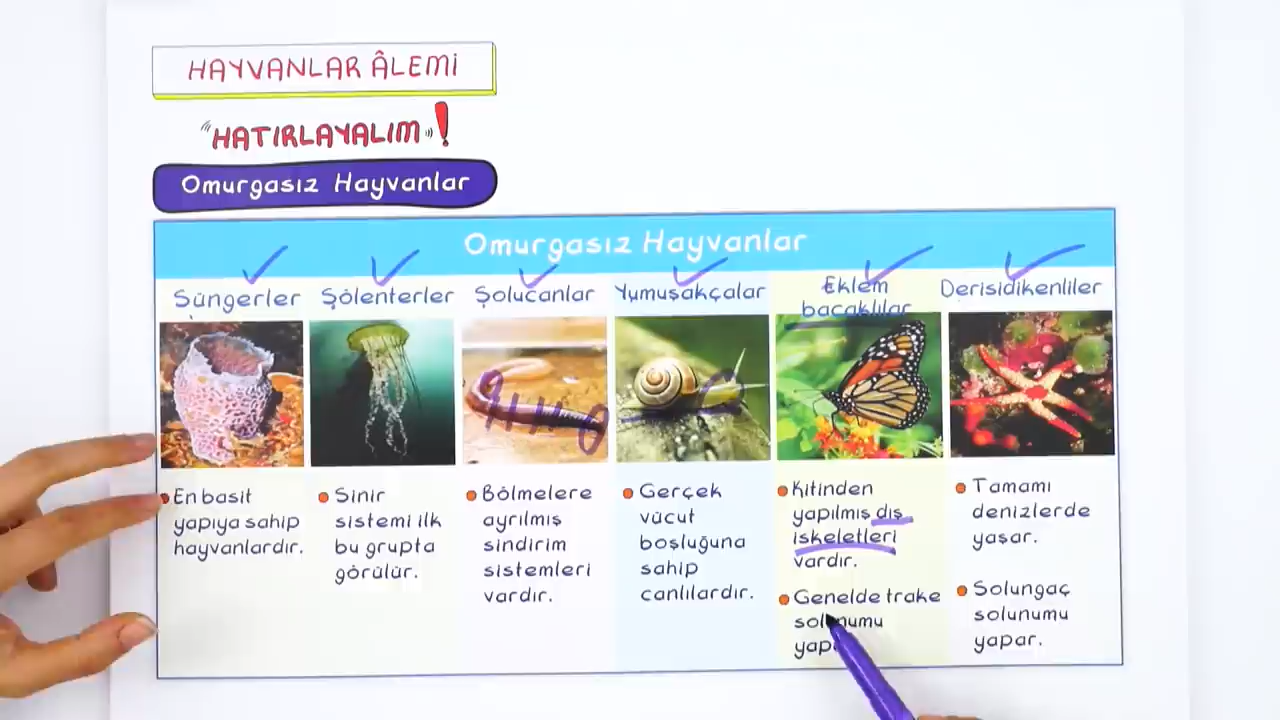 HAYVANLAR ÂLEMİ
HATIRLAYALIM!
Omurgasız Hayvanlar
Omurgasız Hayvanlar
Süngerler
Şölenterler
Solucanlar
Yumuşakçalar
Eklem
bacaklılar
Derisidikenliler
En basit
yapıya sahip
hayvanlardır.
Sinir
sistemi ilk
bu grupta
görülür.
Bölmelere
ayrılmış
sindirim
sistemleri
vardır.
Gerçek
vücut
boşluğuna
sahip
canlılardır.
Kitinden
yapılmış dış
iskeletleri
vardır.
Genelde trake
solunumu
Tamamı
denizlerde
yaşar.
Solungaç
solunumu
yapar.